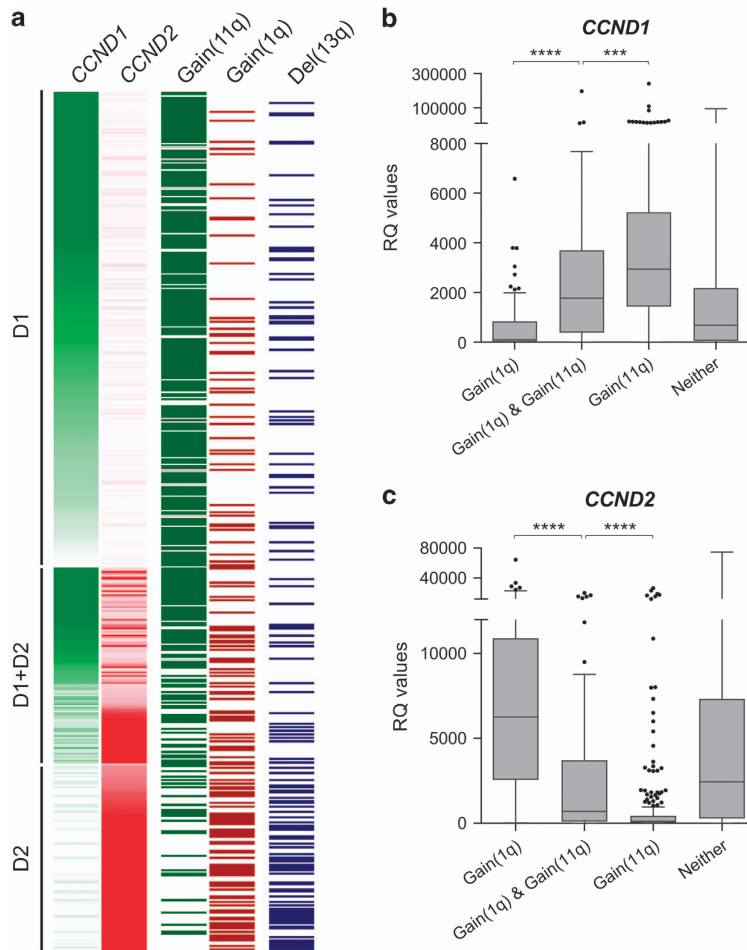 a
CCND1
CCND2
Gain(11q)
Gain(1q)
Del(13q)
D1
D1+D2
D2
b
CCND1
**** ***
300000
100000
8000
6000
4000
2000
0
RQ values
Gain(1q)
Gain(1q) & Gain(11q)
Gain(11q)
Neither
c
CCND2
**** ****
80000
40000
10000
5000
0
RQ values
Gain(1q)
Gain(1q) & Gain(11q)
Gain(11q)
Neither